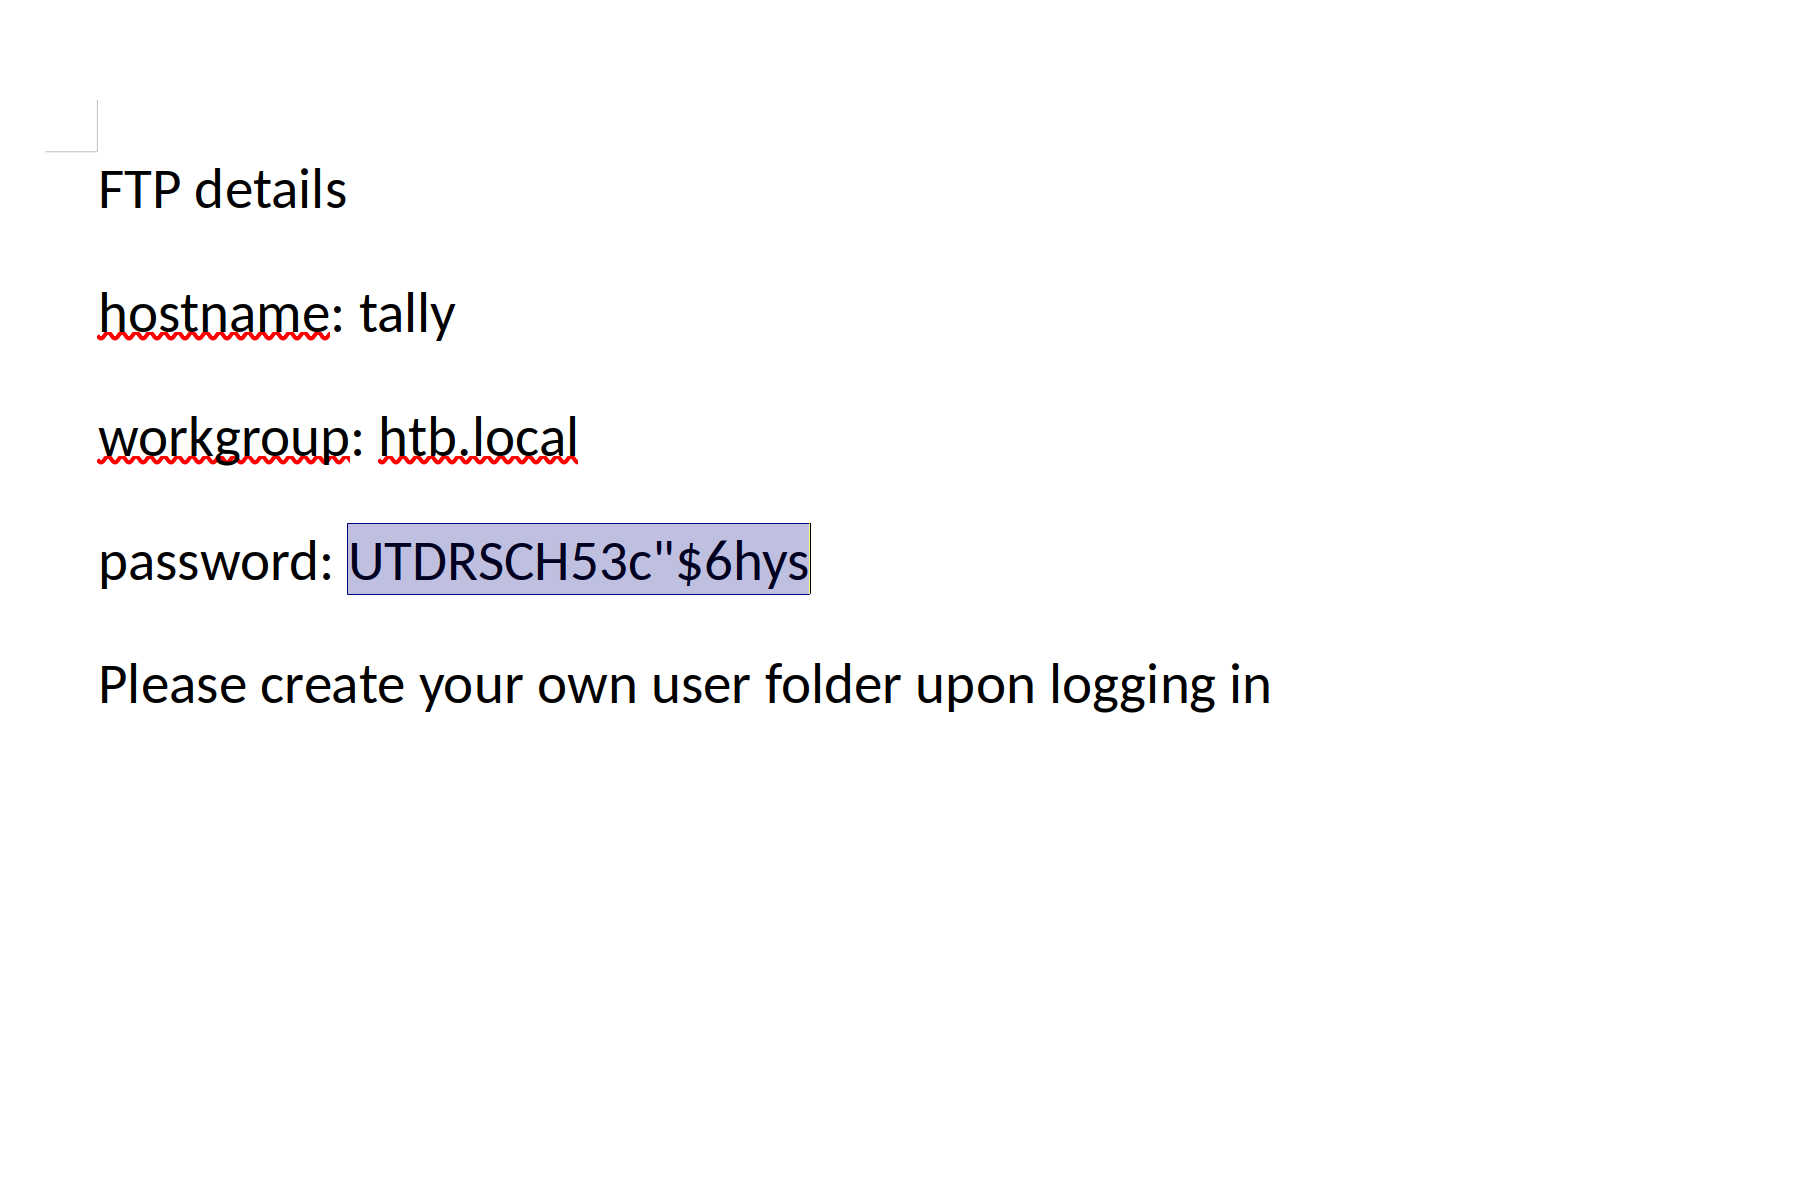 FTP details
hostname: tally
workgroup: htb.local
password: UTDRSCH53c"$6hys
Please create your own user folder upon logging in